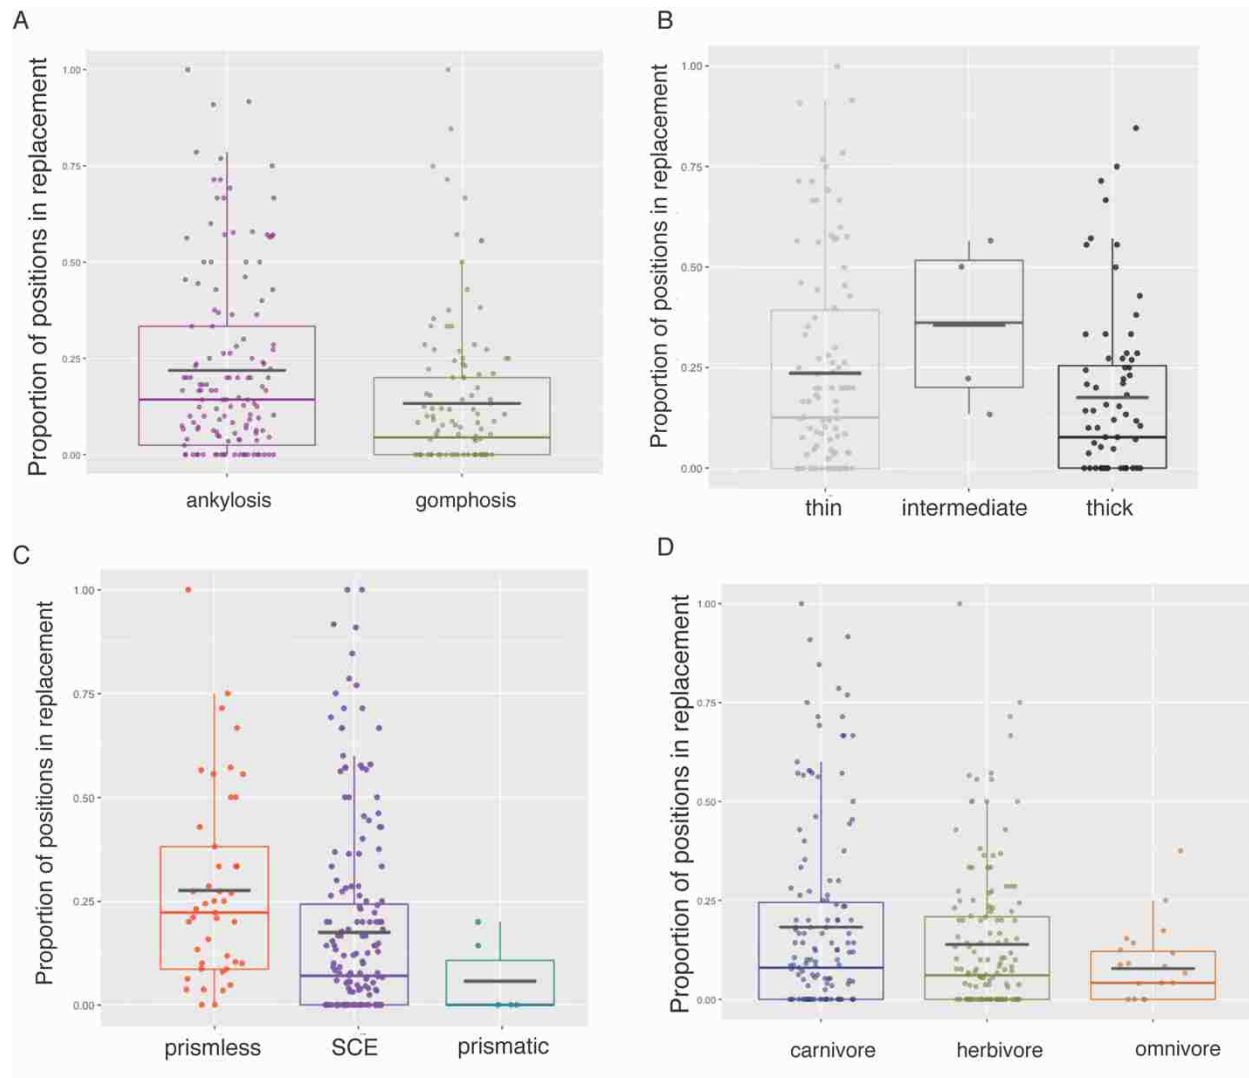 A
Proportion of positions in replacement
1.00
0.75
0.50
0.25
0.00
ankylosis gomphosis
B
Proportion of positions in replacement
1.00
0.75
0.50
0.25
0.00
thin intermediate thick
C
Proportion of positions in replacement
1.00
0.75
0.50
0.25
0.00
prismless SCE prismatic
D
Proportion of positions in replacement
1.00
0.75
0.50
0.25
0.00
carnivore herbivore omnivore